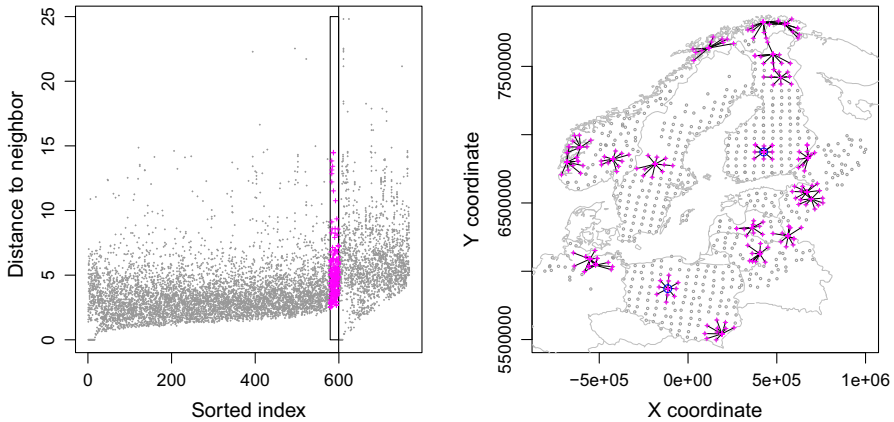 25
20
15
10
5
0
Distance to neighbor
0
200
400
600
Sorted index
7500000
6500000
5500000
Y coordinate
−5e+05
0e+00
5e+05
1e+06
X coordinate